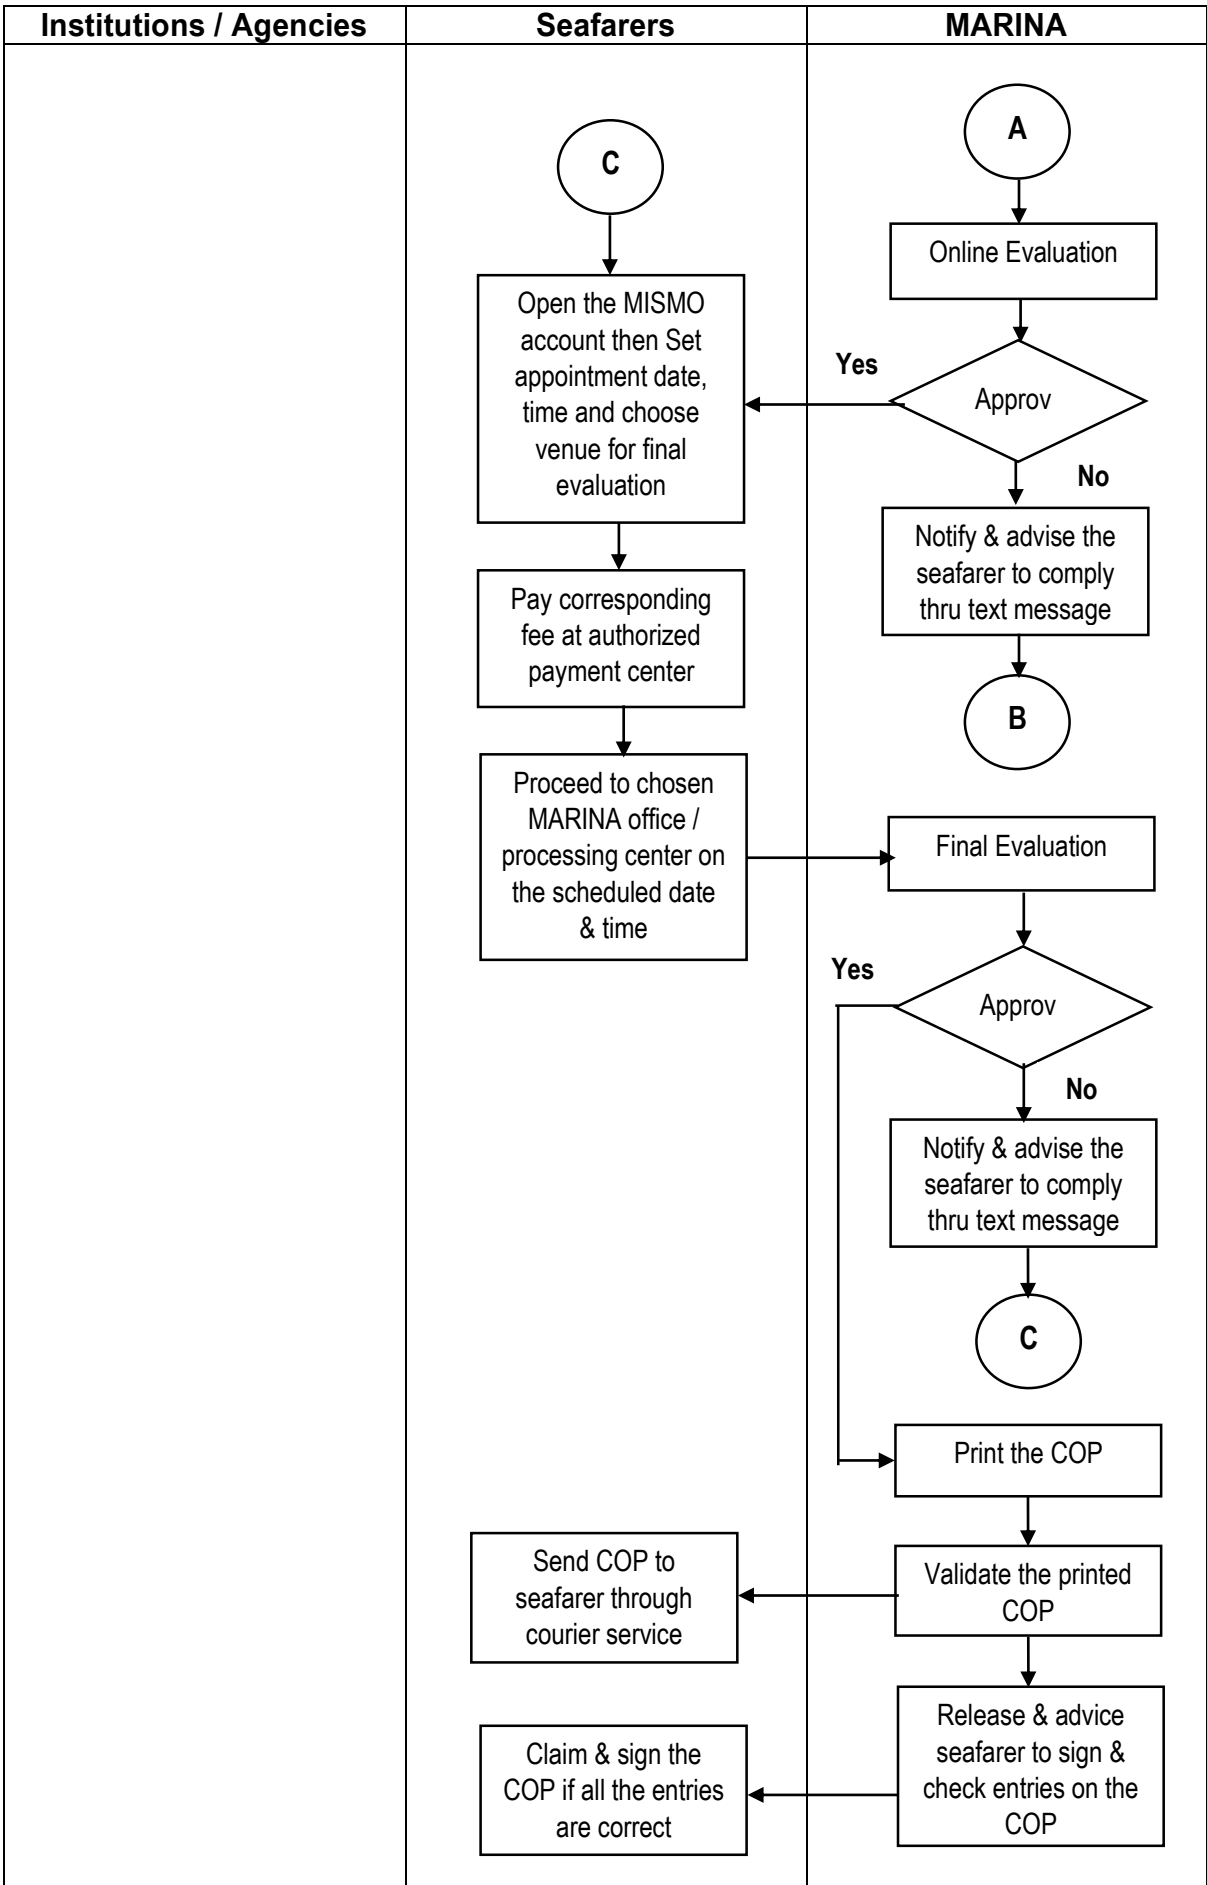 Institutions / Agencies
Seafarers
MARINA
C
Open the MISMO
account then Set
appointment date,
time and choose
venue for final
evaluation
Pay corresponding
fee at authorized
payment center
Proceed to chosen
MARINA office /
processing center on
the scheduled date
& time
Send COP to
seafarer through
courier service
Claim & sign the
COP if all the entries
are correct
A
Online Evaluation
Yes
Approv
No
Notify & advise the
seafarer to comply
thru text message
B
Final Evaluation
Yes
Approv
No
Notify & advise the
seafarer to comply
thru text message
C
Print the COP
Validate the printed
COP
Release & advice
seafarer to sign &
check entries on the
COP